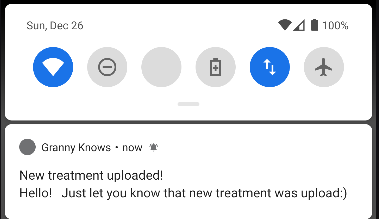 Sun, Dec 26 100%
Granny Knows • now
New treatment uploaded!
Hello!   Just let you know that new treatment was upload:)